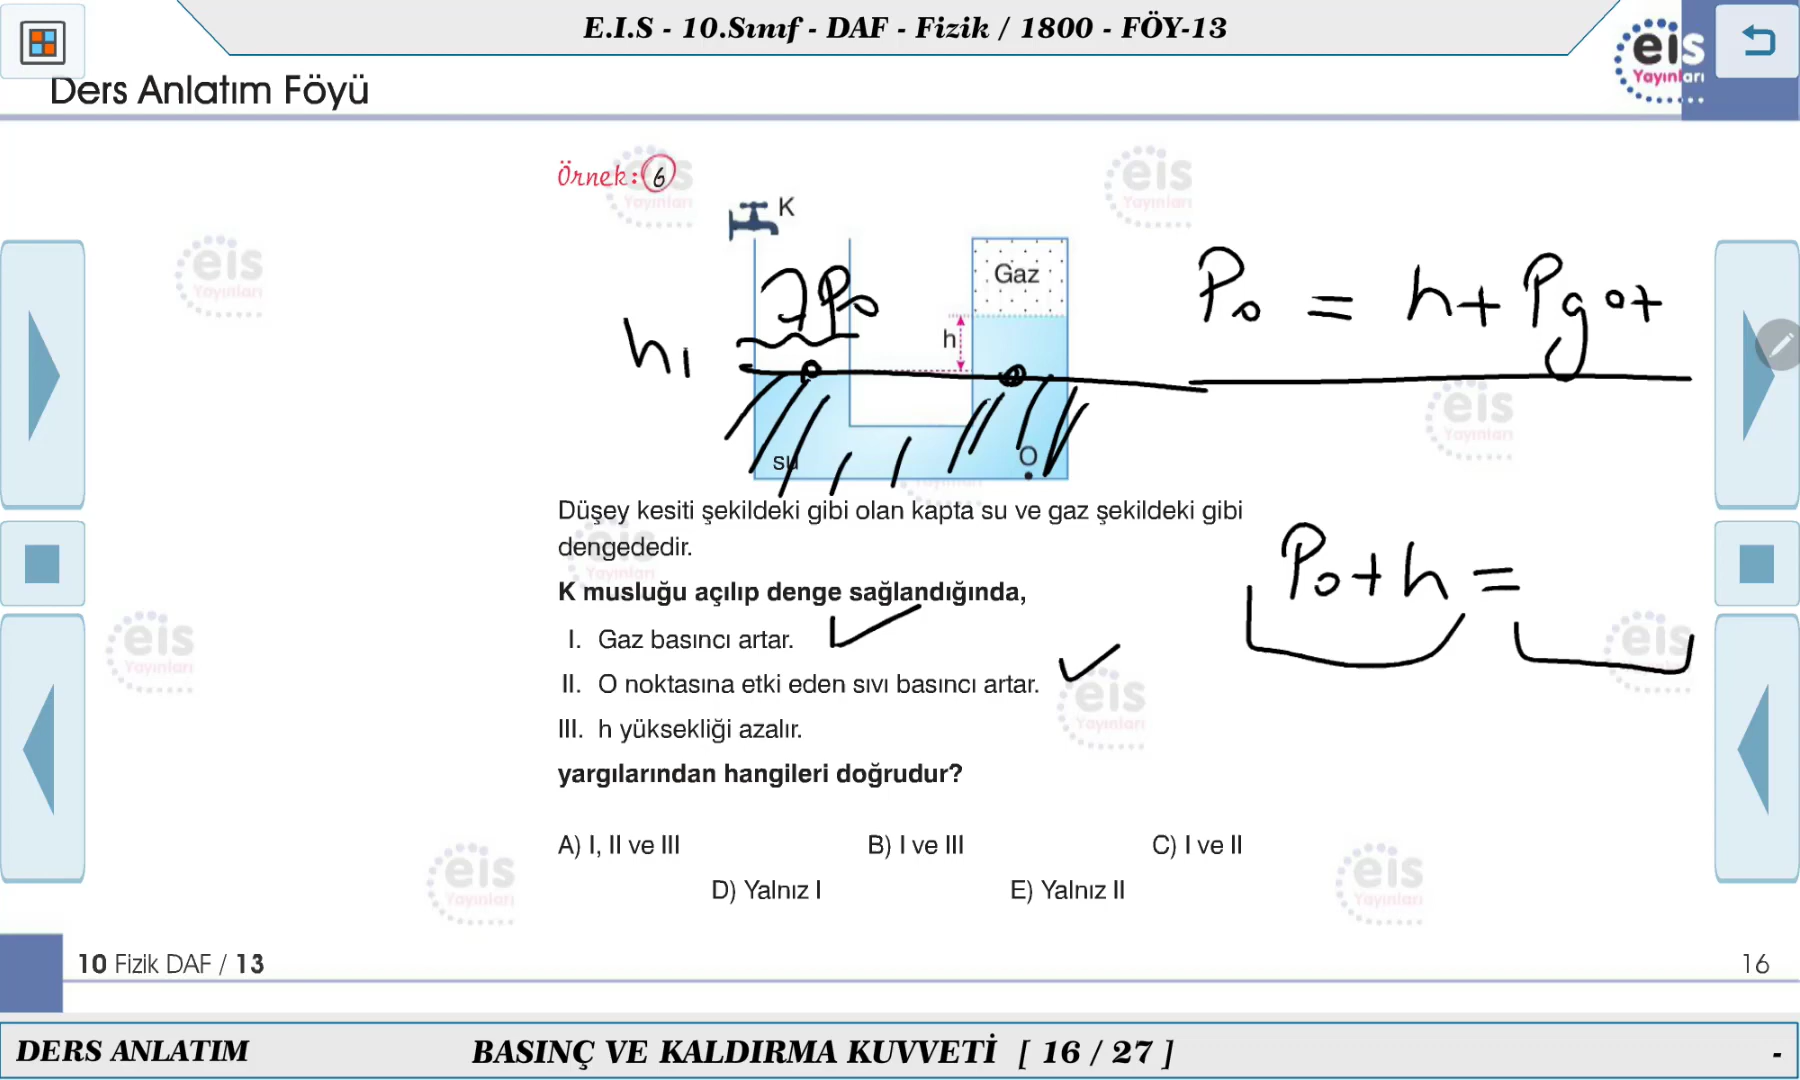 E.I.S - 10.Sınıf - DAF - Fizik / 1800 - FÖY-13
eis
Yayınları
Ders Anlatım Föyü
Örnek: 6
K
Gaz
h
su
O
h₁
P₀ = h + Pgaz
P₀ + h =
Düşey kesiti şekildeki gibi olan kapta su ve gaz şekildeki gibi
dengededir.
K musluğu açılıp denge sağlandığında,
I. Gaz basıncı artar.
II. O noktasına etki eden sıvı basıncı artar.
III. h yüksekliği azalır.
yargılarından hangileri doğrudur?
A) I, II ve III B) I ve III C) I ve II
D) Yalnız I E) Yalnız II
10 Fizik DAF / 13
16
DERS ANLATIM BASINÇ VE KALDIRMA KUVVETİ [ 16 / 27 ] -